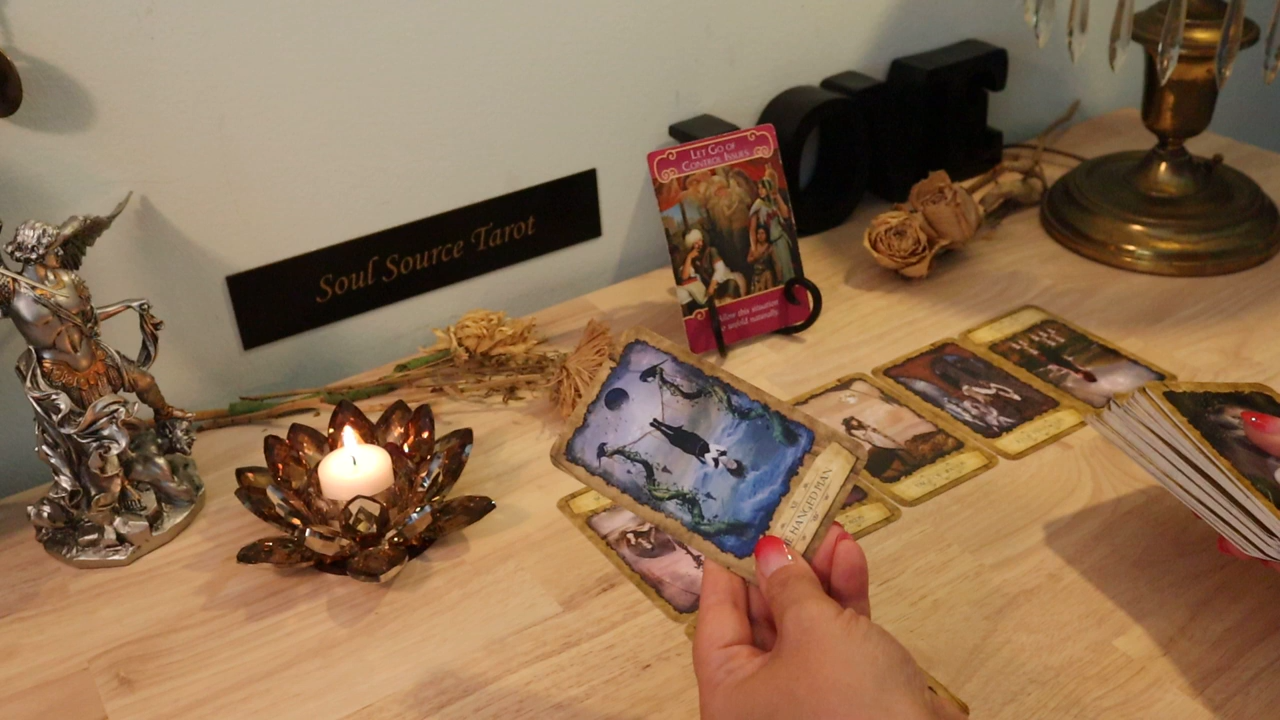 Soul Source Tarot
LET GO OF
CONTROL ISSUES
Allow this situation
to unfold naturally.
THE HANGED MAN